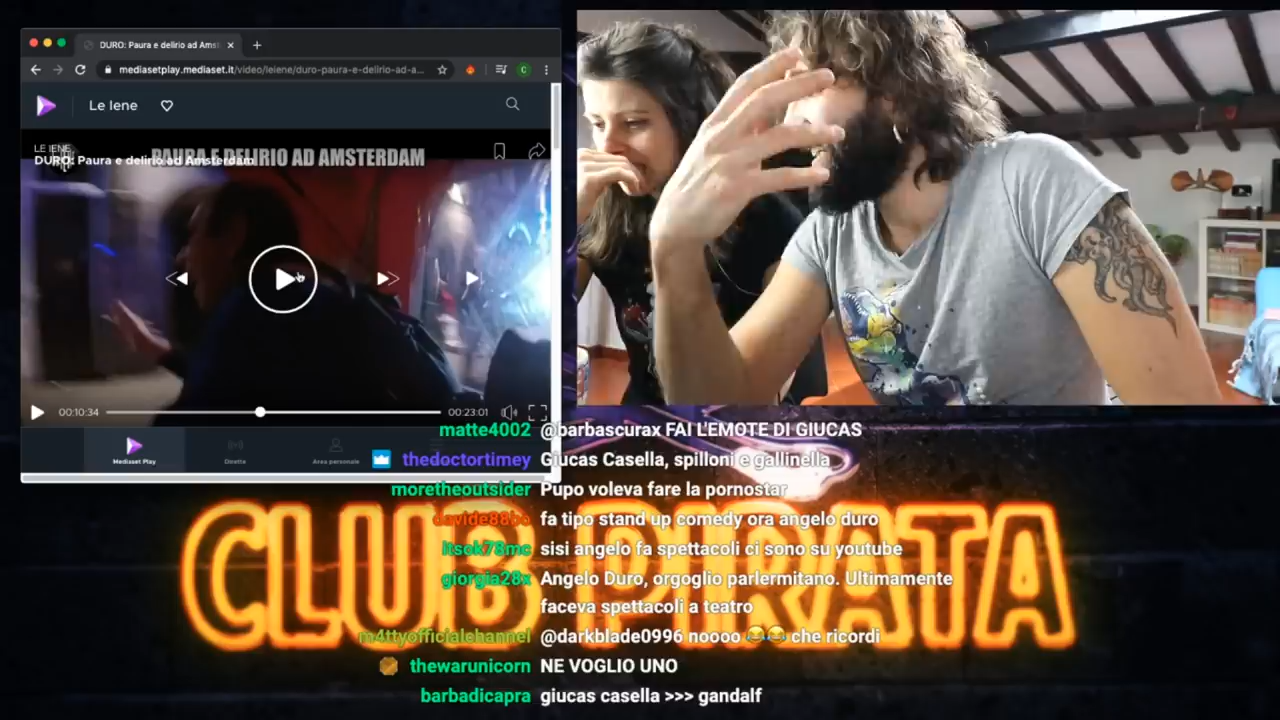 DURO: Paura e delirio ad Amst
mediasetplay.mediaset.it/video/leiene/duro-paura-e-delirio-ad-a...
C
Le Iene
LE IENE
DURO: Paura e delirio ad Amsterdam
PAURA E DELIRIO AD AMSTERDAM
00:10:34
00:23:01
Mediaset Play
Dirette
Area personale
matte4002 @barbascurax FAI L'EMOTE DI GIUCAS
thedoctortimey Giucas Casella, spilloni e gallinella
moretheoutsider Pupo voleva fare la pornostar
davide88bo fa tipo stand up comedy ora angelo duro
itsok78mc sisi angelo fa spettacoli ci sono su youtube
giorgia28x Angelo Duro, orgoglio parlermitano. Ultimamente
faceva spettacoli a teatro
m4ttyofficialchannel @darkblade0996 noooo 😂😂 che ricordi
thewarunicorn NE VOGLIO UNO
barbadicapra giucas casella >>> gandalf
CLUB PIRATA